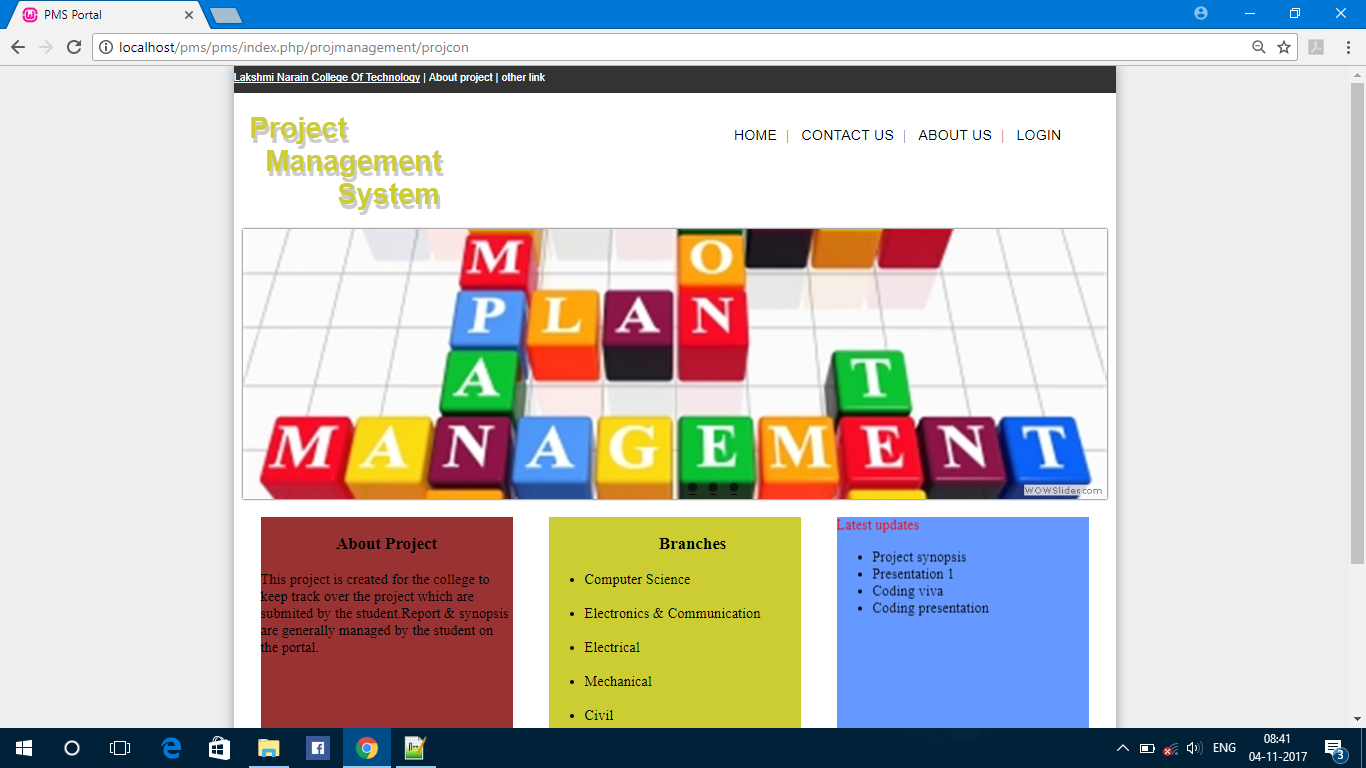 PMS Portal
localhost/pms/pms/index.php/projmanagement/projcon
Lakshmi Narain College Of Technology | About project | other link
Project
Management
System
HOME | CONTACT US | ABOUT US | LOGIN
M O
P L A N
A T
M A N A G E M E N T
WOWSlider.com
About Project
This project is created for the college to
keep track over the project which are
submited by the student.Report & synopsis
are generally managed by the student on
the portal.
Branches
• Computer Science
• Electronics & Communication
• Electrical
• Mechanical
• Civil
Latest updates
• Project synopsis
• Presentation 1
• Coding viva
• Coding presentation
ENG
08:41
04-11-2017
3